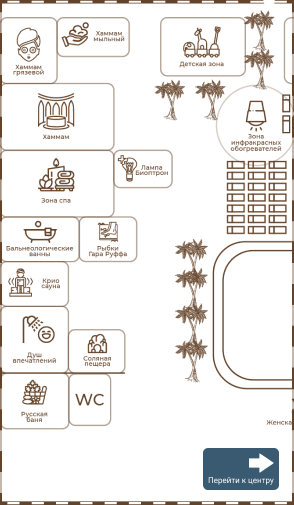 Хаммам
мыльный
Хаммам
грязевой
Детская зона
Хаммам
Зона
инфракрасных
обогревателей
Лампа
Биоптрон
Зона спа
Бальнеологические
ванны
Рыбки
Гара Руффа
Крио
сауна
Душ
впечатлений
Соляная
пещера
Русская
баня
WC
Женска
Перейти к центру